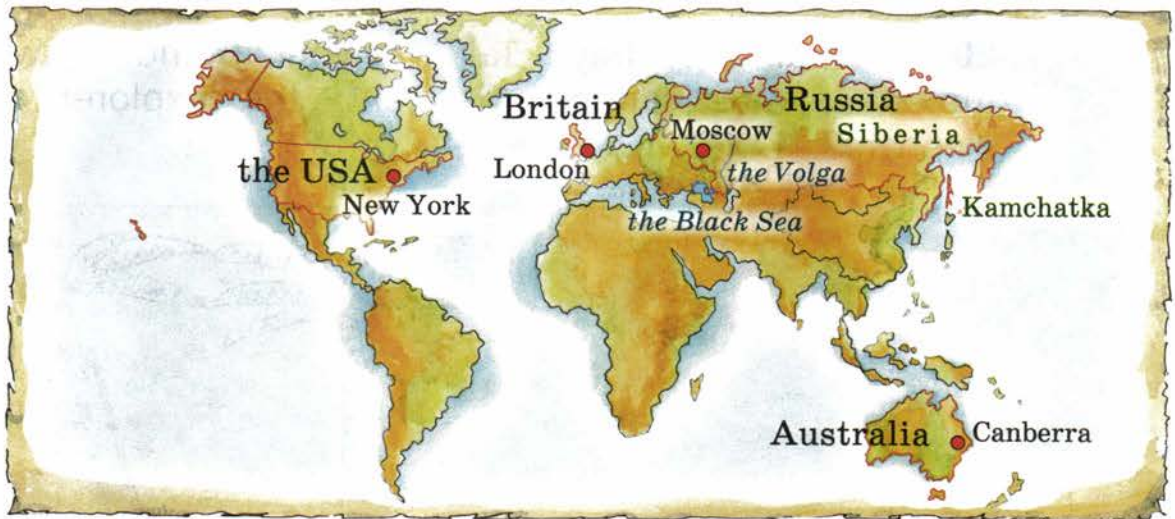 Britain
Russia
Moscow
Siberia
the USA
London
the Volga
New York
the Black Sea
Kamchatka
Australia
Canberra